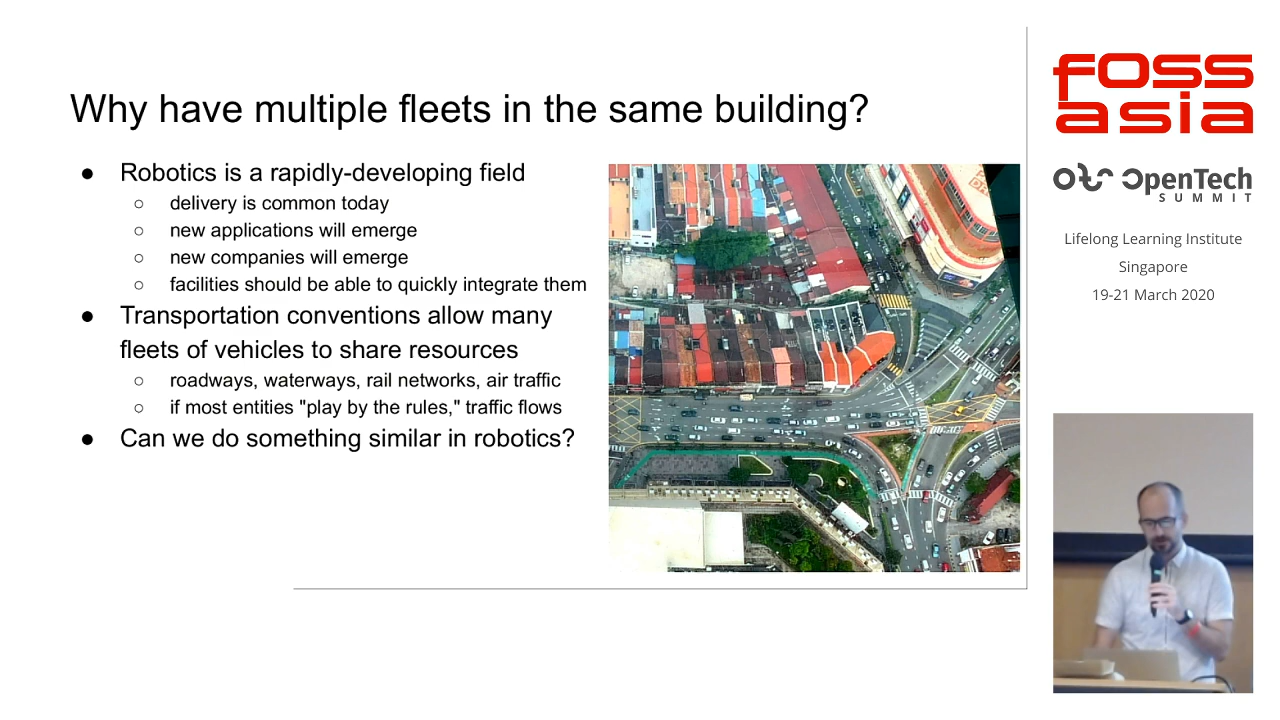 Why have multiple fleets in the same building?
● Robotics is a rapidly-developing field
○ delivery is common today
○ new applications will emerge
○ new companies will emerge
○ facilities should be able to quickly integrate them
● Transportation conventions allow many
fleets of vehicles to share resources
○ roadways, waterways, rail networks, air traffic
○ if most entities "play by the rules," traffic flows
● Can we do something similar in robotics?
foss
asia
OpenTech
SUMMIT
Lifelong Learning Institute
Singapore
19-21 March 2020